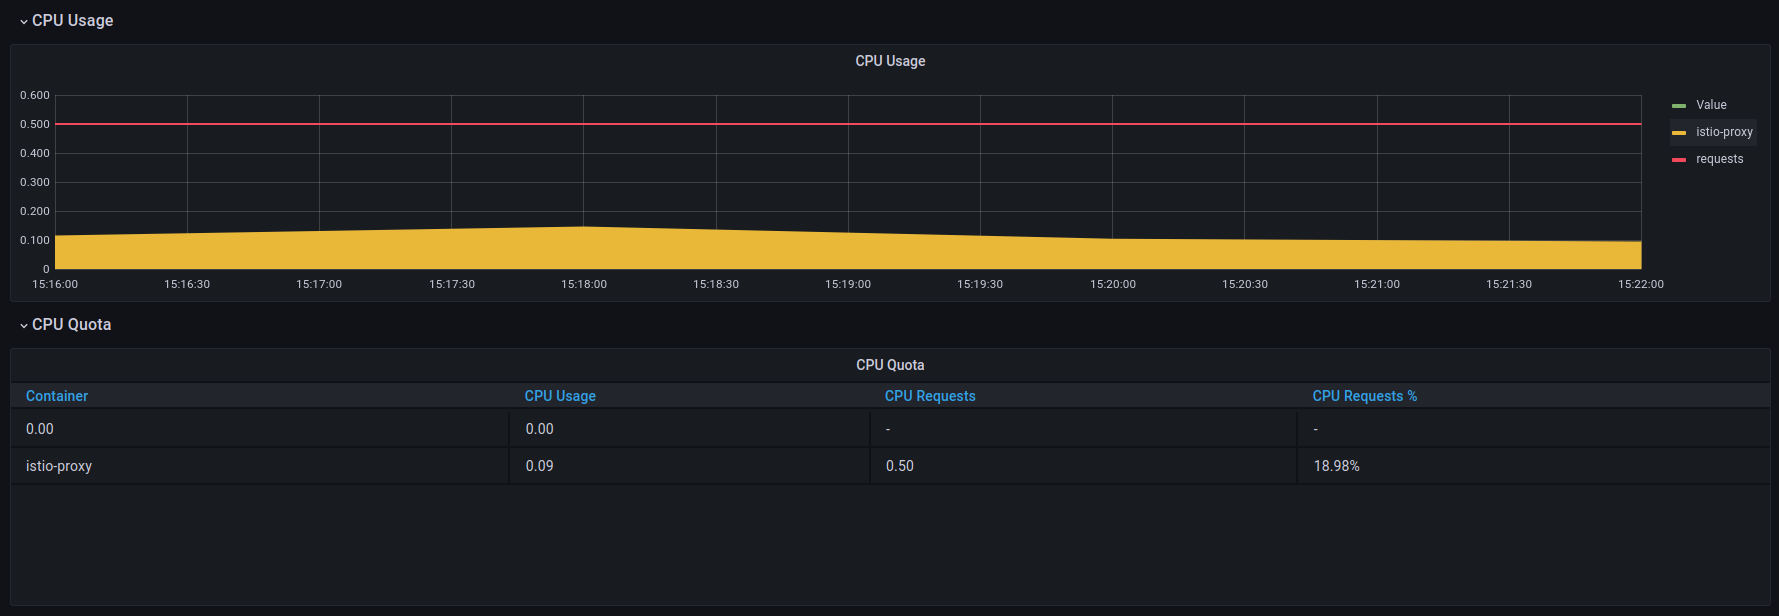 CPU Usage
CPU Usage
0.600
0.500
0.400
0.300
0.200
0.100
0
15:16:00 15:16:30 15:17:00 15:17:30 15:18:00 15:18:30 15:19:00 15:19:30 15:20:00 15:20:30 15:21:00 15:21:30 15:22:00
Value
istio-proxy
requests
CPU Quota
CPU Quota
Container CPU Usage CPU Requests CPU Requests %
0.00 0.00 - -
istio-proxy 0.09 0.50 18.98%